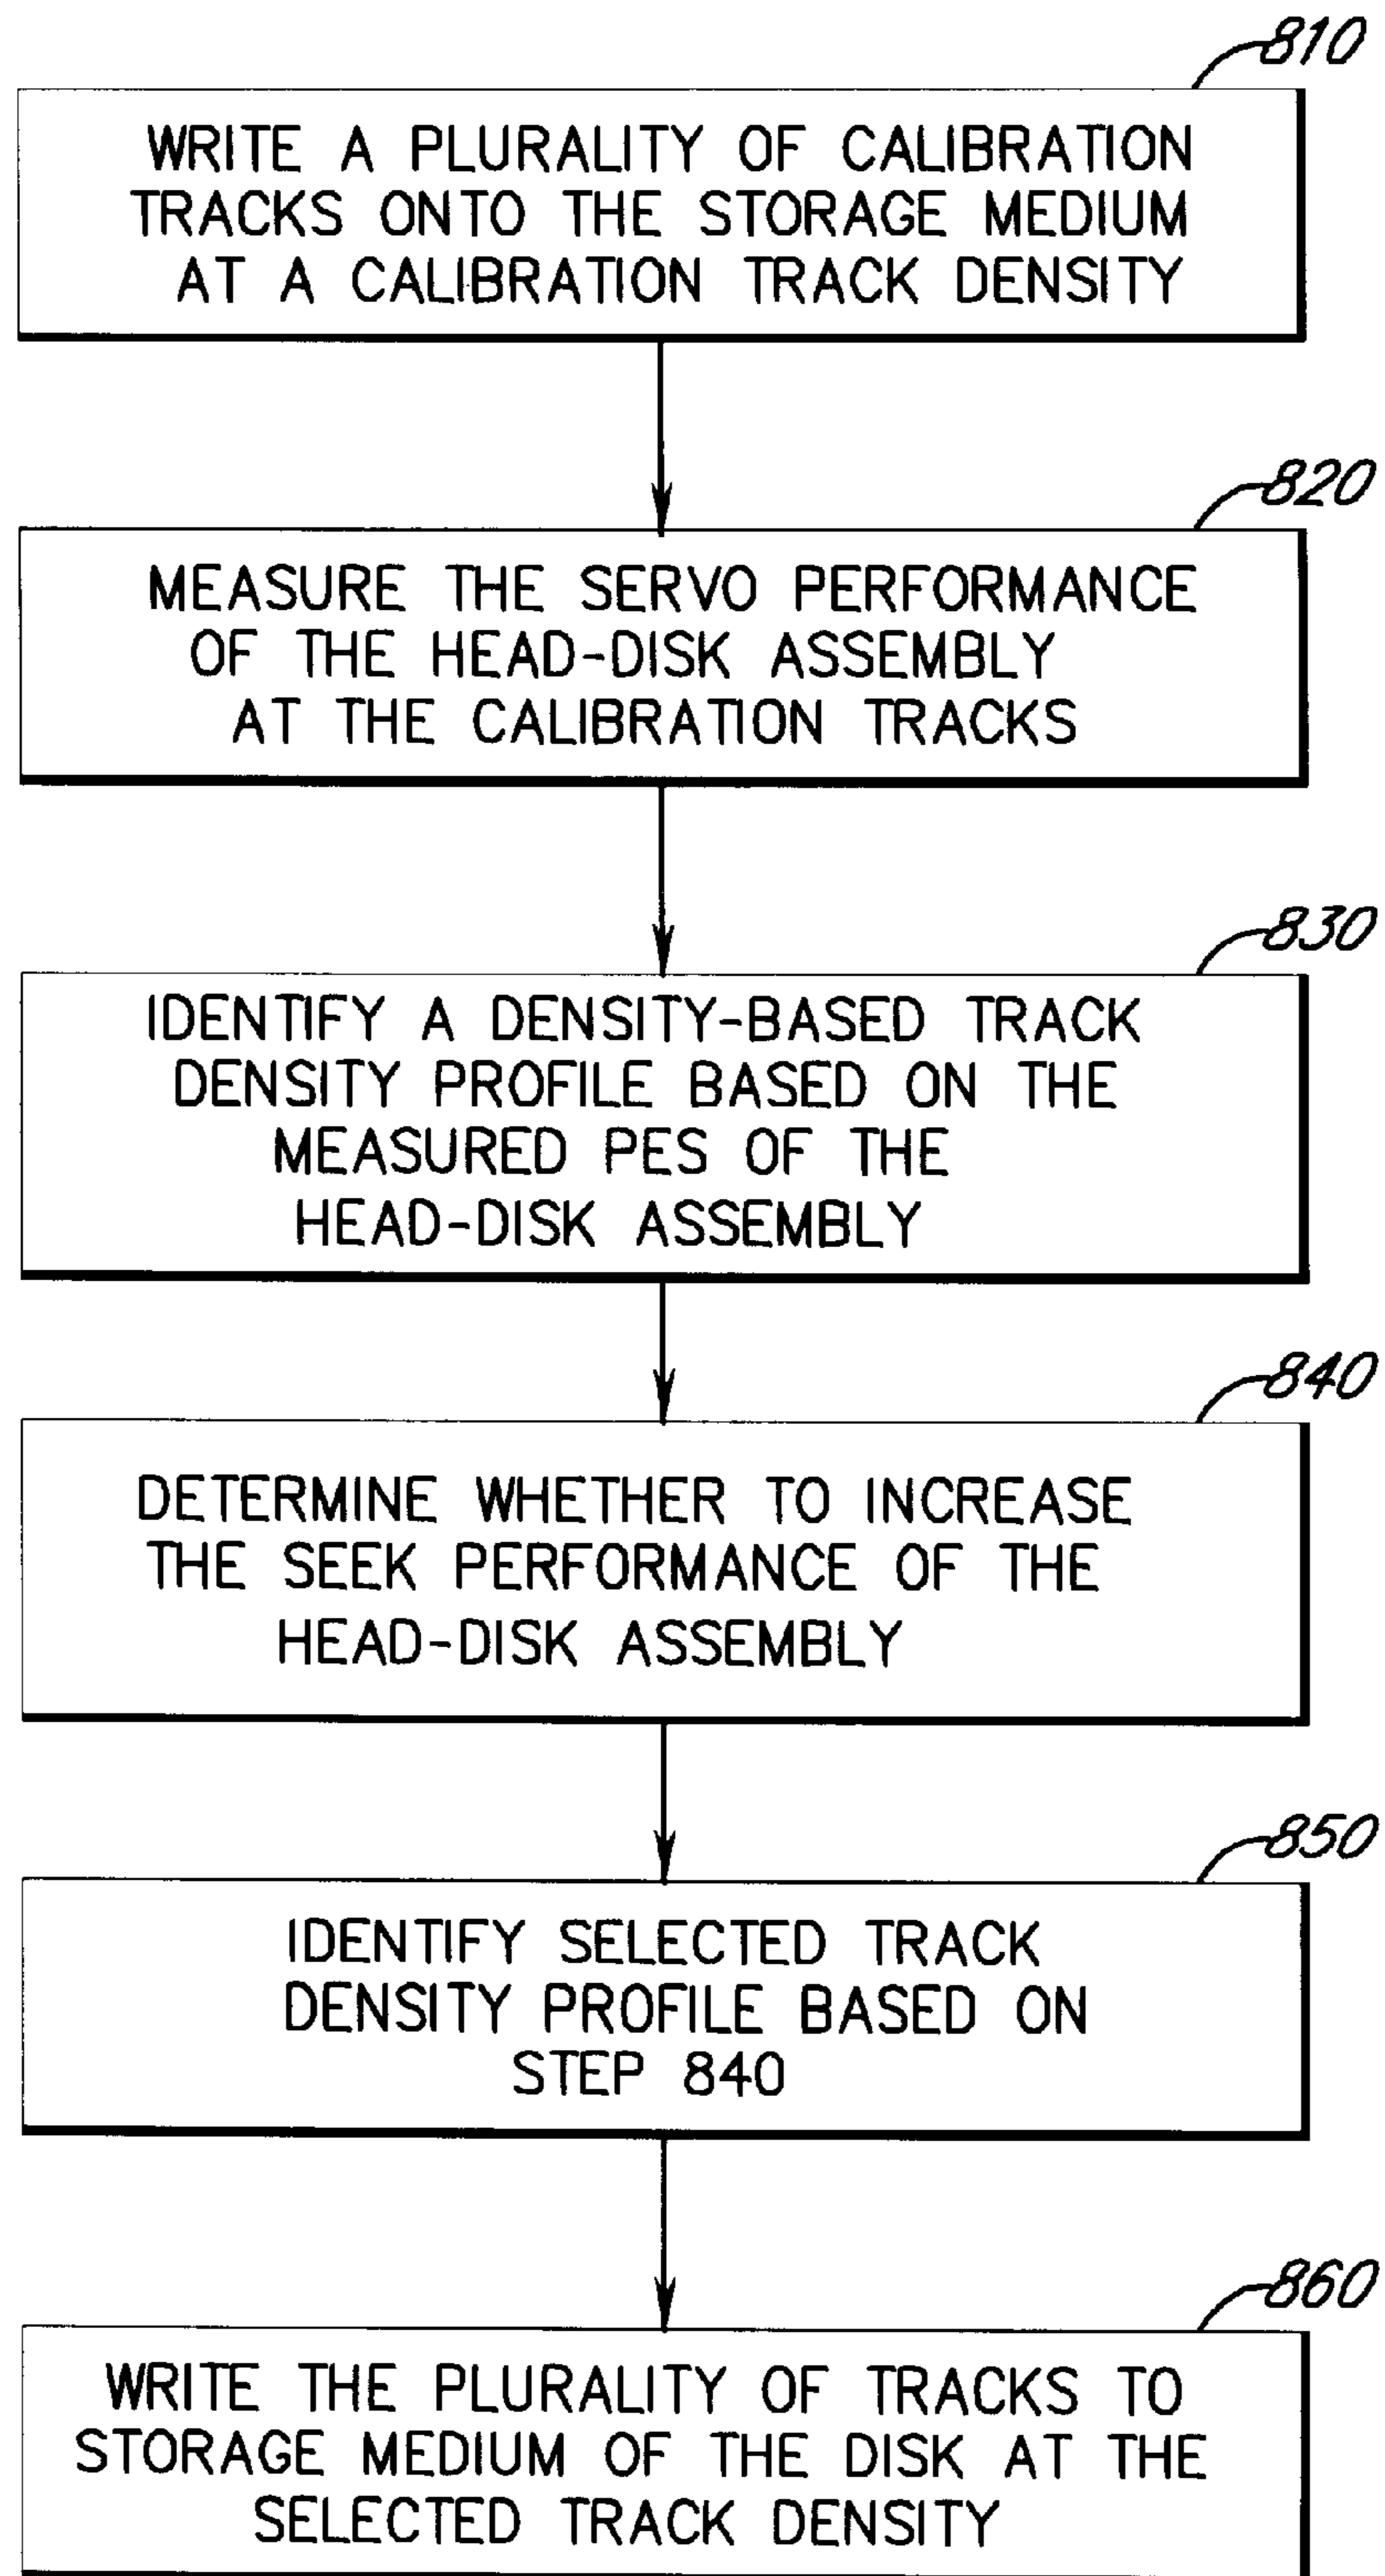 810
WRITE A PLURALITY OF CALIBRATION
TRACKS ONTO THE STORAGE MEDIUM
AT A CALIBRATION TRACK DENSITY
820
MEASURE THE SERVO PERFORMANCE
OF THE HEAD-DISK ASSEMBLY
AT THE CALIBRATION TRACKS
830
IDENTIFY A DENSITY-BASED TRACK
DENSITY PROFILE BASED ON THE
MEASURED PES OF THE
HEAD-DISK ASSEMBLY
840
DETERMINE WHETHER TO INCREASE
THE SEEK PERFORMANCE OF THE
HEAD-DISK ASSEMBLY
850
IDENTIFY SELECTED TRACK
DENSITY PROFILE BASED ON
STEP 840
860
WRITE THE PLURALITY OF TRACKS TO
STORAGE MEDIUM OF THE DISK AT THE
SELECTED TRACK DENSITY